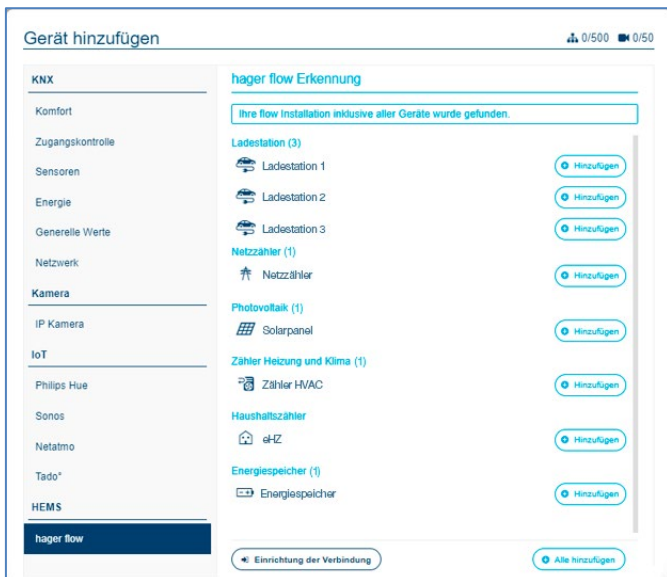 Gerät hinzufügen
0/500 0/50
KNX
Komfort
Zugangskontrolle
Sensoren
Energie
Generelle Werte
Netzwerk
Kamera
IP Kamera
IoT
Philips Hue
Sonos
Netatmo
Tado°
HEMS
hager flow
hager flow Erkennung
Ihre flow Installation inklusive aller Geräte wurde gefunden.
Ladestation (3)
Ladestation 1 Hinzufügen
Ladestation 2 Hinzufügen
Ladestation 3 Hinzufügen
Netzzähler (1)
Netzzähler Hinzufügen
Photovoltaik (1)
Solarpanel Hinzufügen
Zähler Heizung und Klima (1)
Zähler HVAC Hinzufügen
Haushaltszähler
eHZ Hinzufügen
Energiespeicher (1)
Energiespeicher Hinzufügen
Einrichtung der Verbindung Alle hinzufügen